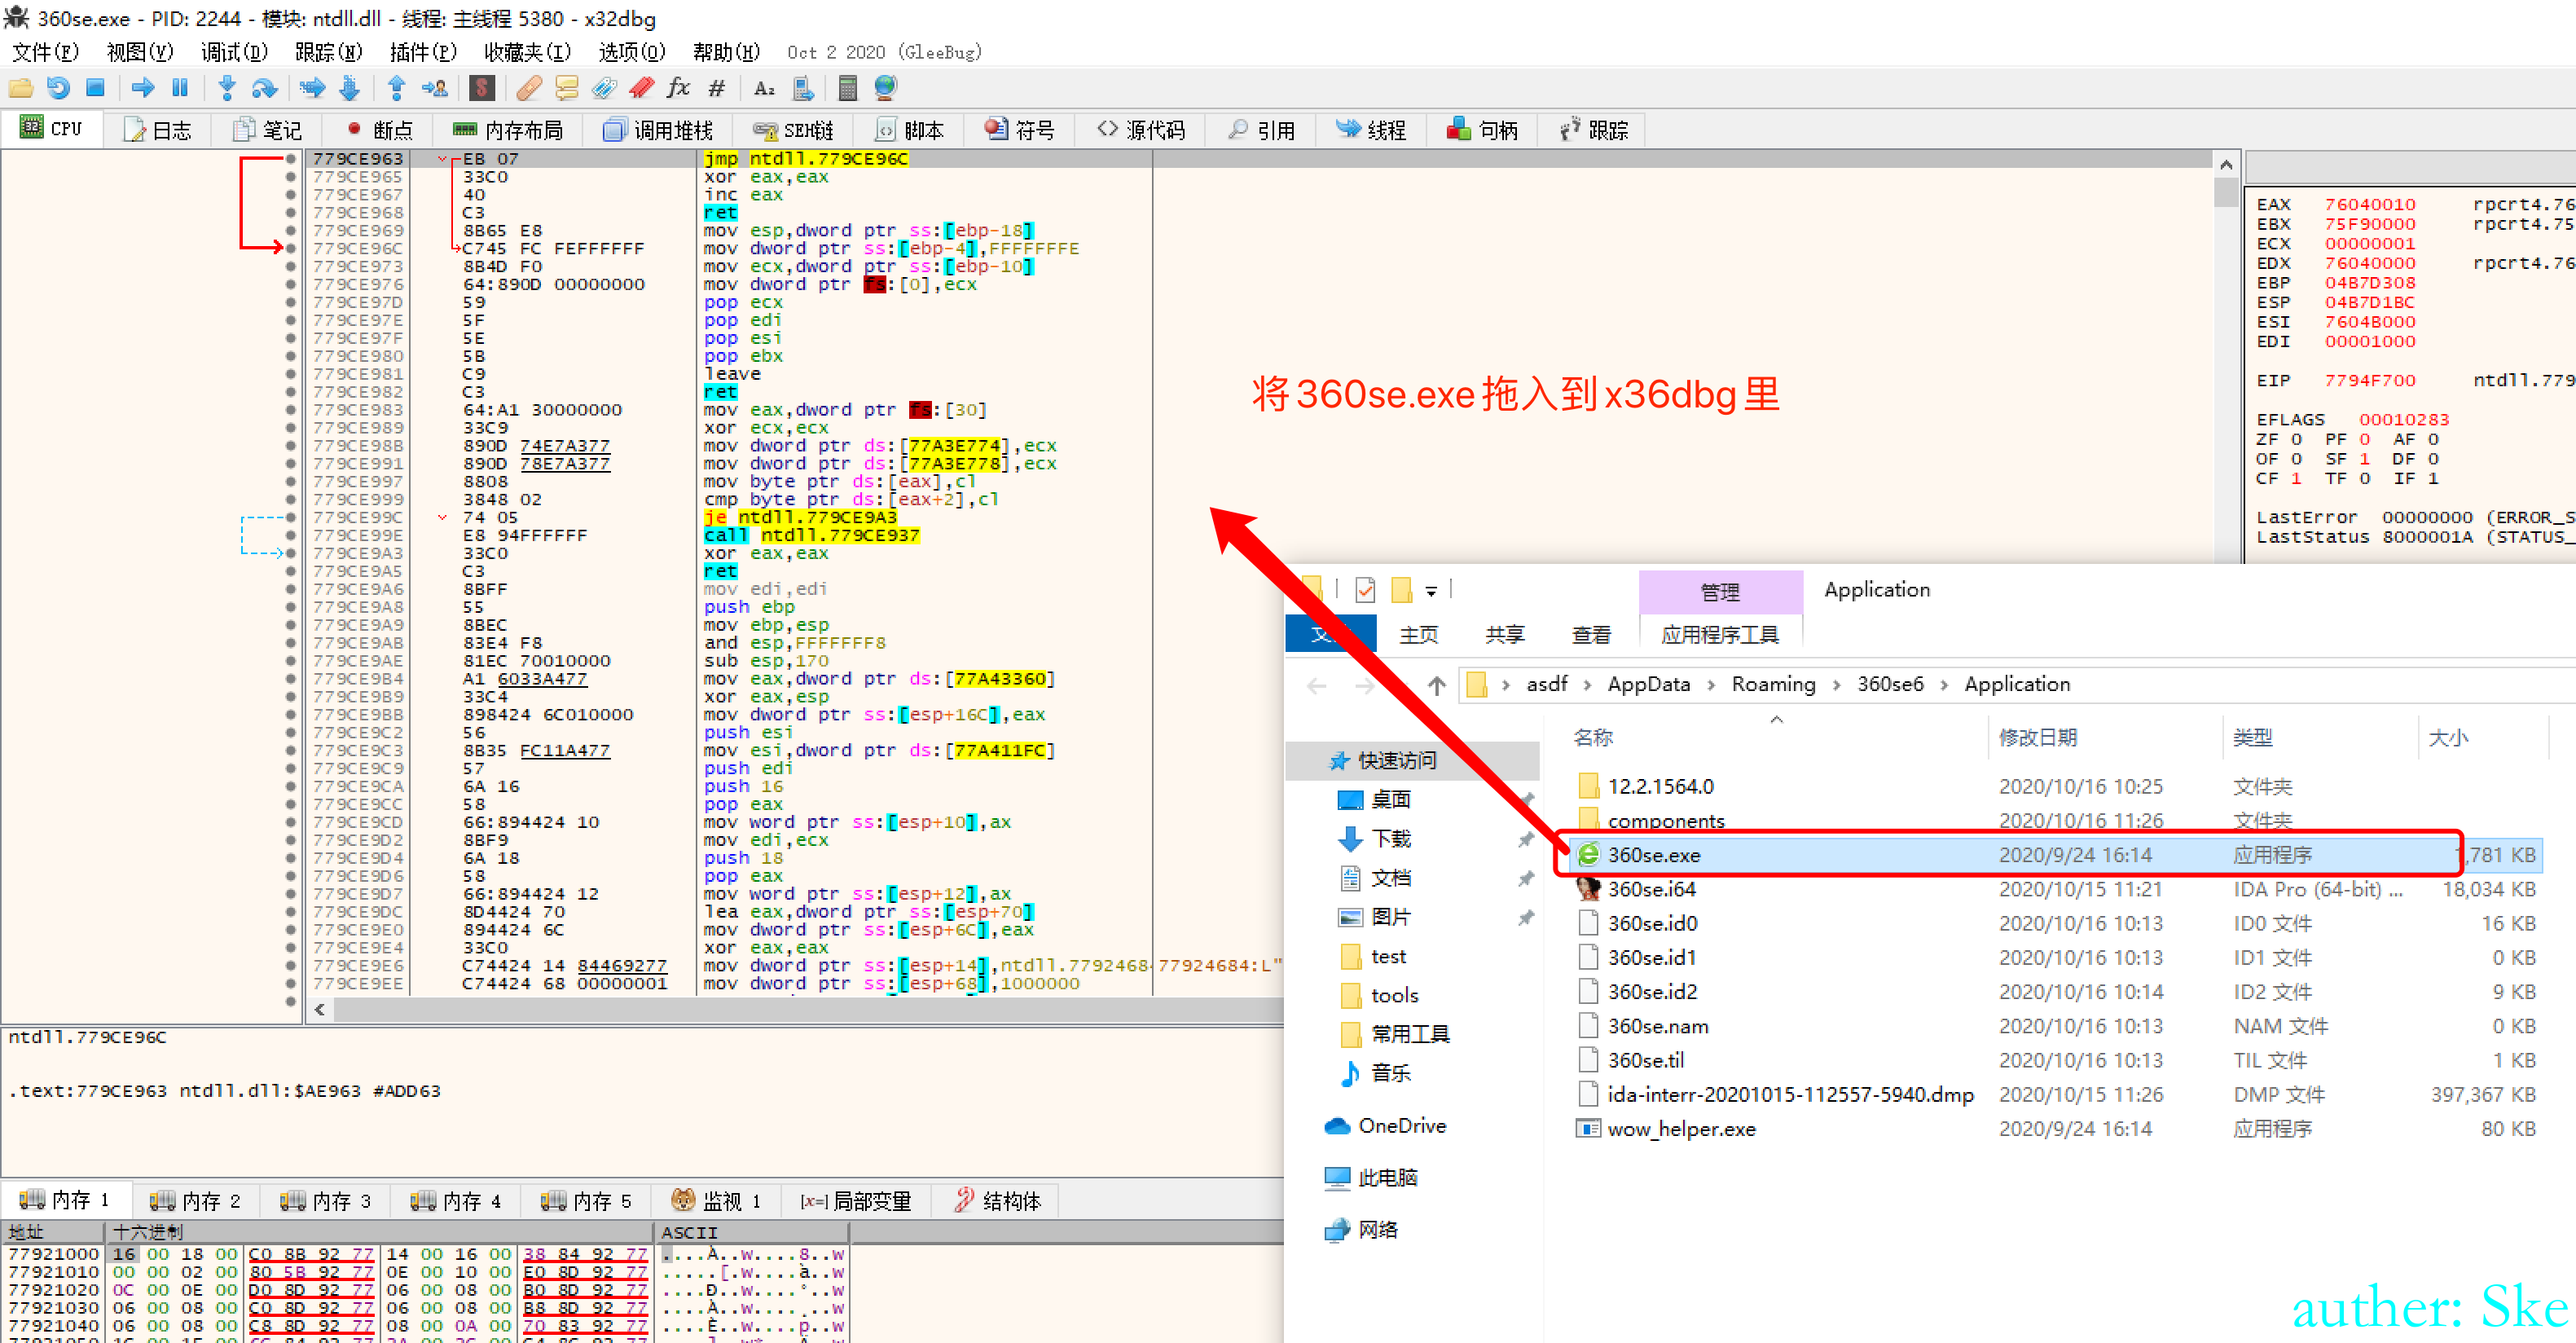 360se.exe - PID: 2244 - 模块: ntdll.dll - 线程: 主线程 5380 - x32dbg
文件(F) 视图(V) 调试(D) 跟踪(N) 插件(P) 收藏夹(I) 选项(O) 帮助(H) Oct 2 2020 (GleeBug)
CPU 日志 笔记 断点 内存布局 调用堆栈 SEH链 脚本 符号 源代码 引用 线程 句柄 跟踪
779CE963 EB 07 jmp ntdll.779CE96C
779CE965 33C0 xor eax,eax
779CE967 40 inc eax
779CE968 C3 ret
779CE969 8B65 E8 mov esp,dword ptr ss:[ebp-18]
779CE96C C745 FC FEFFFFFF mov dword ptr ss:[ebp-4],FFFFFFFE
779CE973 8B4D F0 mov ecx,dword ptr ss:[ebp-10]
779CE976 64:890D 00000000 mov dword ptr fs:[0],ecx
779CE97D 59 pop ecx
779CE97E 5F pop edi
779CE97F 5E pop esi
779CE980 5B pop ebx
779CE981 C9 leave
779CE982 C3 ret
779CE983 64:A1 30000000 mov eax,dword ptr fs:[30]
779CE989 33C9 xor ecx,ecx
779CE98B 890D 74E7A377 mov dword ptr ds:[77A3E774],ecx
779CE991 890D 78E7A377 mov dword ptr ds:[77A3E778],ecx
779CE997 8808 mov byte ptr ds:[eax],cl
779CE999 3848 02 cmp byte ptr ds:[eax+2],cl
779CE99C 74 05 je ntdll.779CE9A3
779CE99E E8 94FFFFFF call ntdll.779CE937
779CE9A3 33C0 xor eax,eax
779CE9A5 C3 ret
779CE9A6 8BFF mov edi,edi
779CE9A8 55 push ebp
779CE9A9 8BEC mov ebp,esp
779CE9AB 83E4 F8 and esp,FFFFFFF8
779CE9AE 81EC 70010000 sub esp,170
779CE9B4 A1 6033A477 mov eax,dword ptr ds:[77A43360]
779CE9B9 33C4 xor eax,esp
779CE9BB 898424 6C010000 mov dword ptr ss:[esp+16C],eax
779CE9C2 56 push esi
779CE9C3 8B35 FC11A477 mov esi,dword ptr ds:[77A411FC]
779CE9C9 57 push edi
779CE9CA 6A 16 push 16
779CE9CC 58 pop eax
779CE9CD 66:894424 10 mov word ptr ss:[esp+10],ax
779CE9D2 8BF9 mov edi,ecx
779CE9D4 6A 18 push 18
779CE9D6 58 pop eax
779CE9D7 66:894424 12 mov word ptr ss:[esp+12],ax
779CE9DC 8D4424 70 lea eax,dword ptr ss:[esp+70]
779CE9E0 894424 6C mov dword ptr ss:[esp+6C],eax
779CE9E4 33C0 xor eax,eax
779CE9E6 C74424 14 84469277 mov dword ptr ss:[esp+14],ntdll.7792468 77924684:L"
779CE9EE C74424 68 00000001 mov dword ptr ss:[esp+68],1000000
EAX 76040010 rpcrt4.76
EBX 75F90000 rpcrt4.75
ECX 00000001
EDX 76040000 rpcrt4.76
EBP 04B7D308
ESP 04B7D1BC
ESI 7604B000
EDI 00001000
EIP 7794F700 ntdll.779
EFLAGS 00010283
ZF 0 PF 0 AF 0
OF 0 SF 1 DF 0
CF 1 TF 0 IF 1
LastError 00000000 (ERROR_S
LastStatus 8000001A (STATUS_
将360se.exe拖入到x36dbg里
管理 Application
主页 共享 查看 应用程序工具
asdf › AppData › Roaming › 360se6 › Application
名称 修改日期 类型 大小
快速访问
桌面
下载
文档
图片
test
tools
常用工具
音乐
OneDrive
此电脑
网络
12.2.1564.0 2020/10/16 10:25 文件夹
components 2020/10/16 11:26 文件夹
360se.exe 2020/9/24 16:14 应用程序 ,781 KB
360se.i64 2020/10/15 11:21 IDA Pro (64-bit) ... 18,034 KB
360se.id0 2020/10/16 10:13 ID0 文件 16 KB
360se.id1 2020/10/16 10:13 ID1 文件 0 KB
360se.id2 2020/10/16 10:14 ID2 文件 9 KB
360se.nam 2020/10/16 10:13 NAM 文件 0 KB
360se.til 2020/10/16 10:13 TIL 文件 1 KB
ida-interr-20201015-112557-5940.dmp 2020/10/15 11:26 DMP 文件 397,367 KB
wow_helper.exe 2020/9/24 16:14 应用程序 80 KB
ntdll.779CE96C
.text:779CE963 ntdll.dll:$AE963 #ADD63
内存 1 内存 2 内存 3 内存 4 内存 5 监视 1 [x=] 局部变量 结构体
地址 十六进制 ASCII
77921000 16 00 18 00 C0 8B 92 77 14 00 16 00 38 84 92 77 ....À..w....8..w
77921010 00 00 02 00 80 5B 92 77 0E 00 10 00 E0 8D 92 77 .....[.w....à..w
77921020 0C 00 0E 00 D0 8D 92 77 06 00 08 00 B0 8D 92 77 ....Ð..w....°..w
77921030 06 00 08 00 C0 8D 92 77 06 00 08 00 B8 8D 92 77 ....À..w....¸..w
77921040 06 00 08 00 C8 8D 92 77 08 00 0A 00 70 83 92 77 ....È..w....p..w
auther: Ske